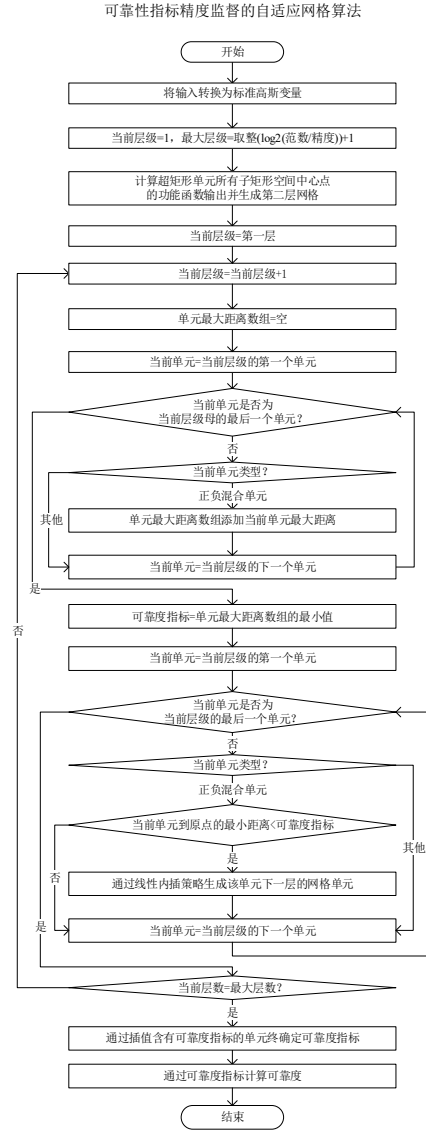 可靠性指标精度监督的自适应网格算法
开始
将输入转换为标准高斯变量
当前层级=1，最大层级=取整(log2(范数/精度))+1
计算超矩形单元所有子矩形空间中心点
的功能函数输出并生成第二层网格
当前层级=第一层
当前层级=当前层级+1
单元最大距离数组=空
当前单元=当前层级的第一个单元
当前单元是否为
当前层级母的最后一个单元？
否
当前单元类型？
正负混合单元
其他
单元最大距离数组添加当前单元最大距离
当前单元=当前层级的下一个单元
是
可靠度指标=单元最大距离数组的最小值
否
当前单元=当前层级的第一个单元
当前单元是否为
当前层级的最后一个单元？
否
当前单元类型？
正负混合单元
当前单元到原点的最小距离<可靠度指标
其他
是
否
通过线性内插策略生成该单元下一层的网格单元
是
当前单元=当前层级的下一个单元
当前层数=最大层数？
是
通过插值含有可靠度指标的单元终确定可靠度指标
通过可靠度指标计算可靠度
结束